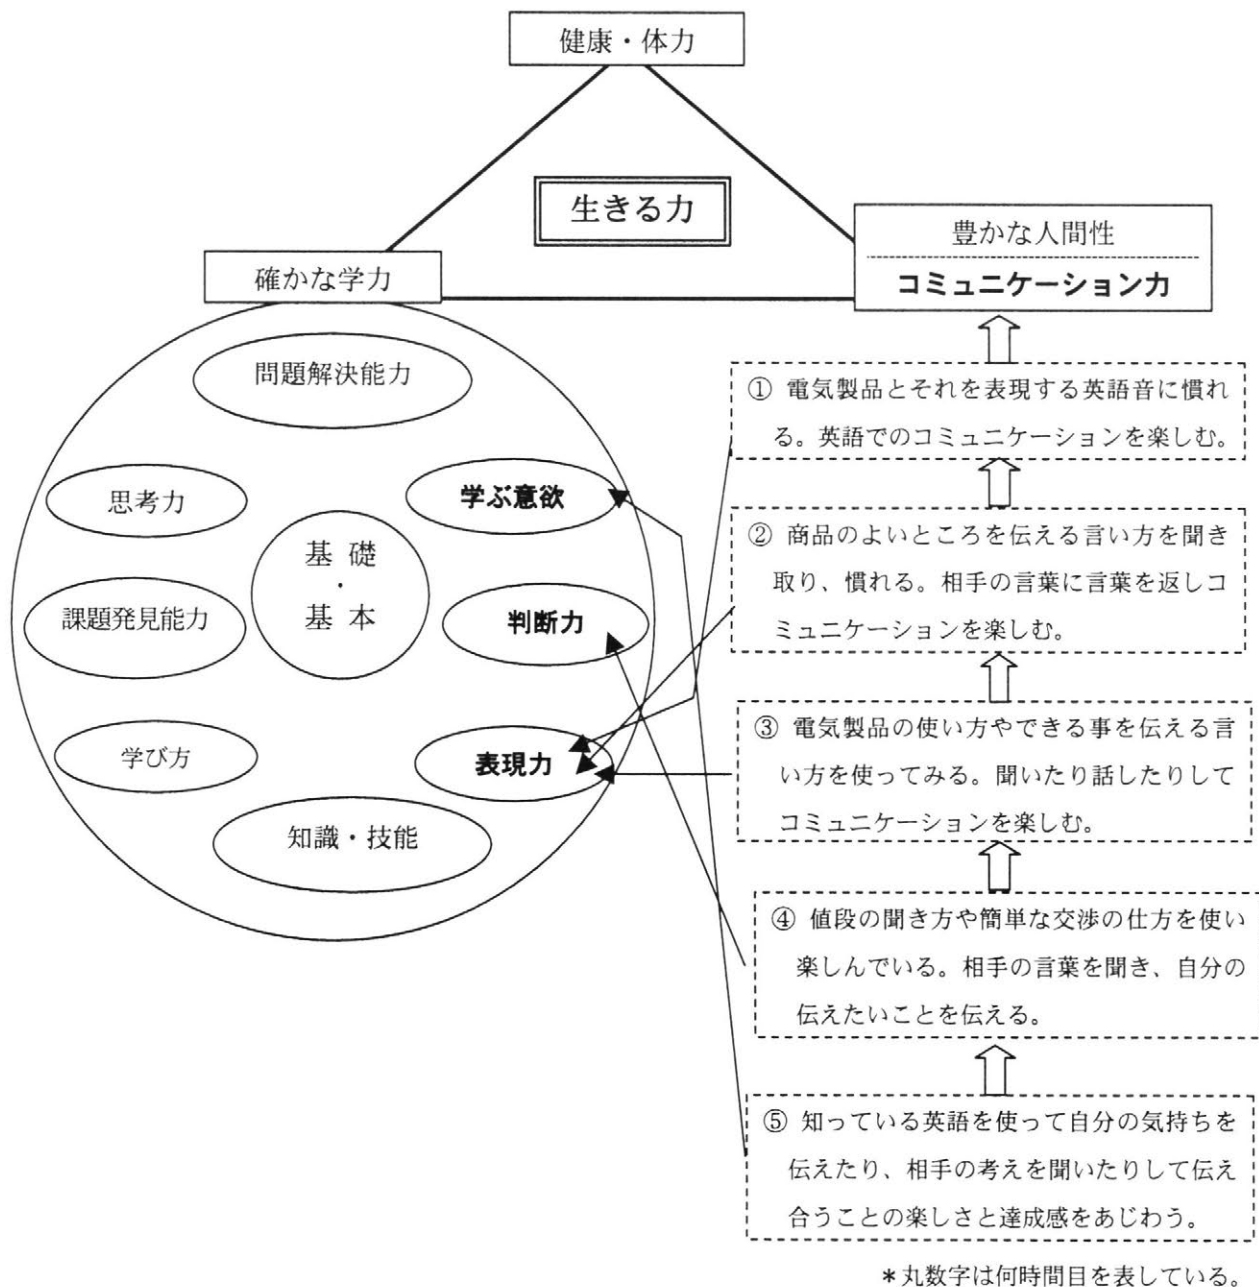 健康・体力
生きる力
豊かな人間性
コミュニケーション力
確かな学力
問題解決能力
思考力
学ぶ意欲
基礎
・
基本
課題発見能力
判断力
学び方
表現力
知識・技能
① 電気製品とそれを表現する英語音に慣れ
る。英語でのコミュニケーションを楽しむ。
② 商品のよいところを伝える言い方を聞き
取り、慣れる。相手の言葉に言葉を返しコ
ミュニケーションを楽しむ。
③ 電気製品の使い方やできる事を伝える言
い方を使ってみる。聞いたり話したりして
コミュニケーションを楽しむ。
④ 値段の聞き方や簡単な交渉の仕方を使い
楽しんでいる。相手の言葉を聞き、自分の
伝えたいことを伝える。
⑤ 知っている英語を使って自分の気持ちを
伝えたり、相手の考えを聞いたりして伝え
合うことの楽しさと達成感をあじわう。
*丸数字は何時間目を表している。